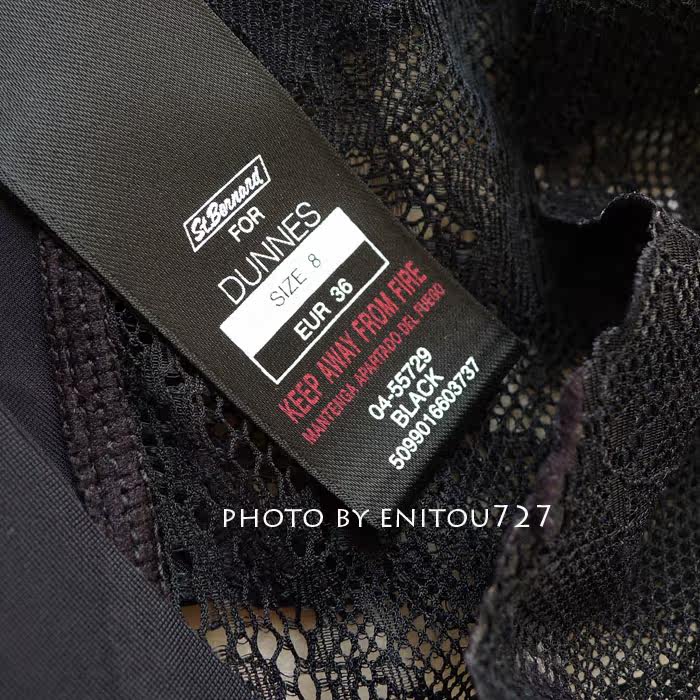 St.Bernard
FOR
DUNNES
SIZE 8
EUR 36
KEEP AWAY FROM FIRE
MANTENGA APARTADO DEL FUEGO
04-55729
BLACK
5099016603737
PHOTO BY ENITOU727